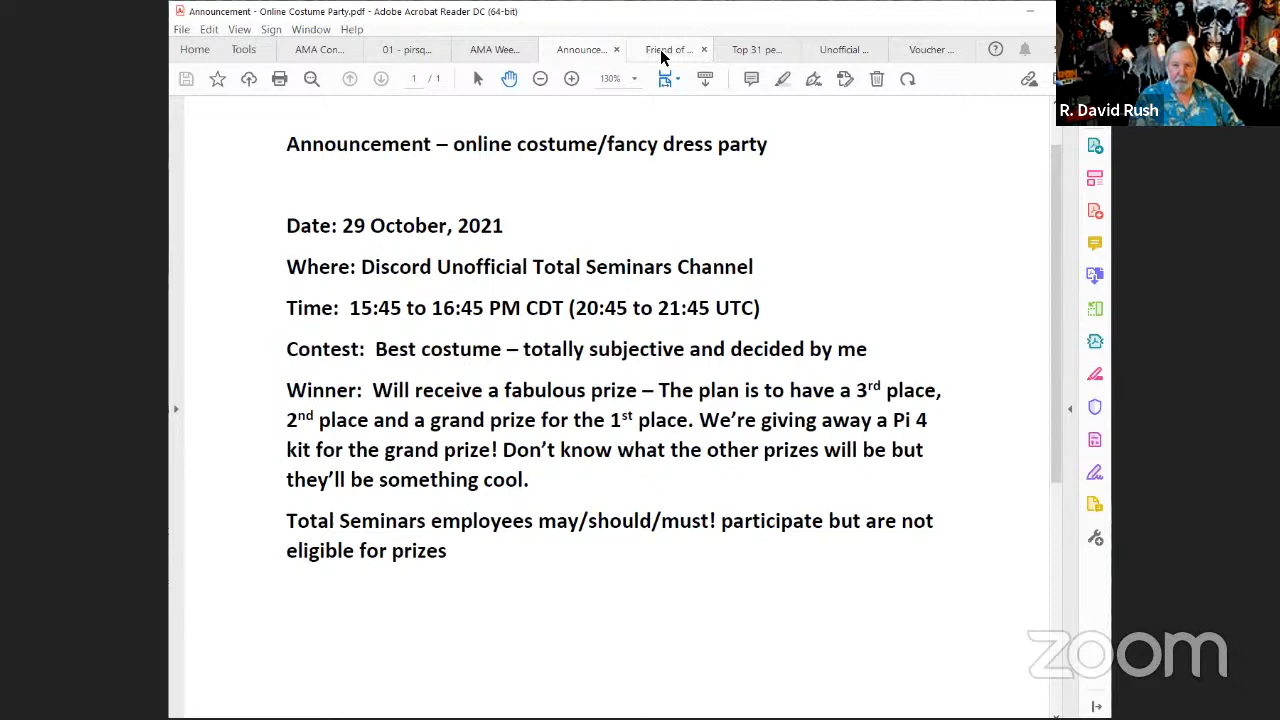 Announcement - Online Costume Party.pdf - Adobe Acrobat Reader DC (64-bit)
File Edit View Sign Window Help
Home Tools AMA Con... 01 - pirsq... AMA Wee... Announce... × Friend of ... × Top 31 pe... Unofficial ... Voucher ...
1 / 1 130%
R. David Rush
Announcement – online costume/fancy dress party
Date: 29 October, 2021
Where: Discord Unofficial Total Seminars Channel
Time: 15:45 to 16:45 PM CDT (20:45 to 21:45 UTC)
Contest: Best costume – totally subjective and decided by me
Winner: Will receive a fabulous prize – The plan is to have a 3rd place,
2nd place and a grand prize for the 1st place. We’re giving away a Pi 4
kit for the grand prize! Don’t know what the other prizes will be but
they’ll be something cool.
Total Seminars employees may/should/must! participate but are not
eligible for prizes
zoom